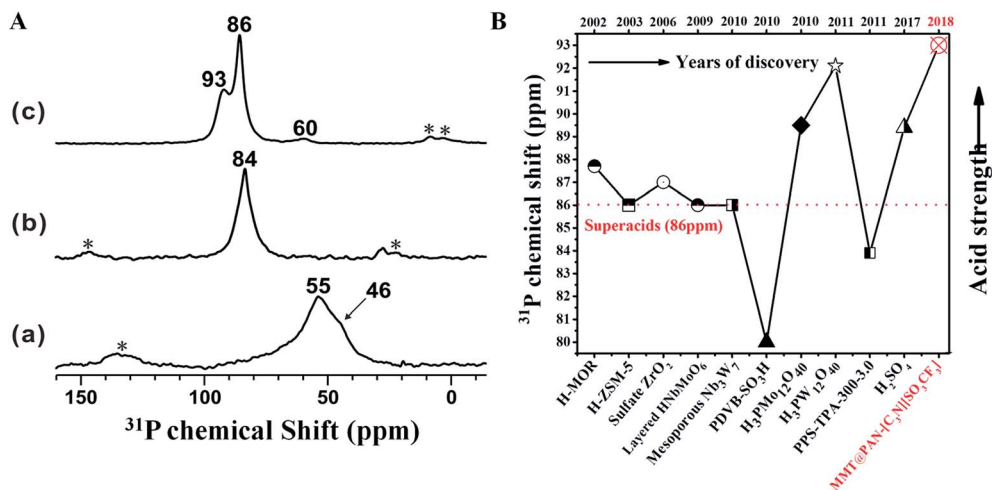 A
86
93
60
* *
(c)
84
*
*
(b)
55
46
*
(a)
150
100
50
0
31P chemical Shift (ppm)
B
2002 2003 2006 2009 2010 2010 2010 2011 2011 2017 2018
Years of discovery
Superacids (86ppm)
93
92
91
90
89
88
87
86
85
84
83
82
81
80
31P chemical shift (ppm)
Acid strength
H-MOR
H-ZSM-5
Sulfate ZrO2
Layered HNbMoO6
Mesoporous Nb3W7
PDVB-SO3H
H3PMo12O40
H3PW12O40
PPS-TPA-300-3.0
H2SO4
MMT@PAN-[C3N][SO3CF3]